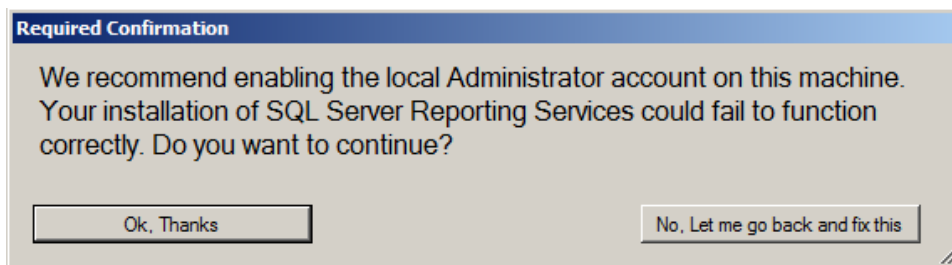 Required Confirmation
We recommend enabling the local Administrator account on this machine.
Your installation of SQL Server Reporting Services could fail to function
correctly. Do you want to continue?
Ok, Thanks
No, Let me go back and fix this